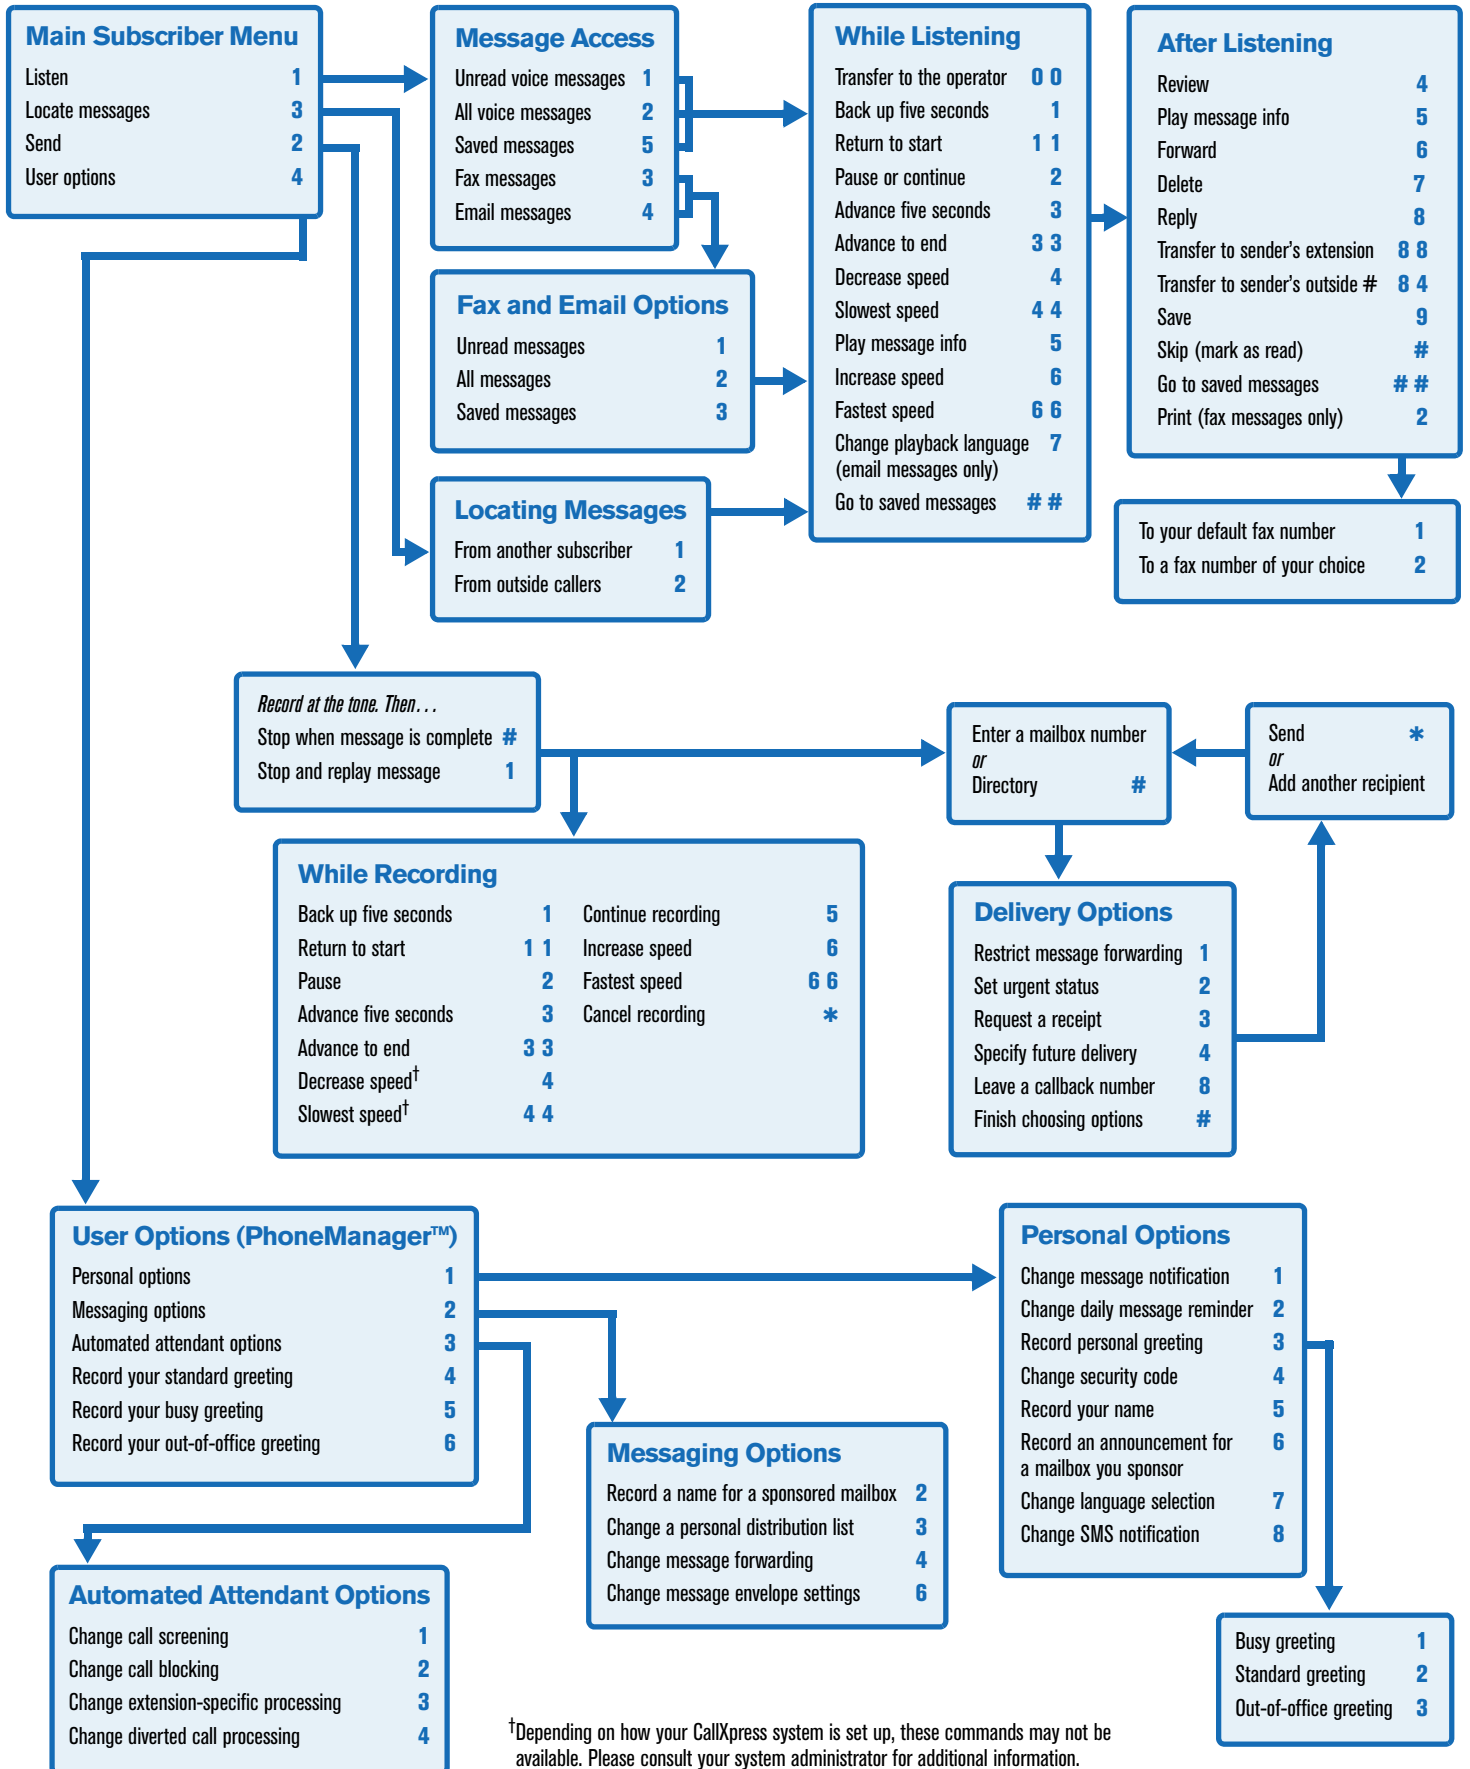 Main Subscriber Menu
Listen 1
Locate messages 3
Send 2
User options 4
Message Access
Unread voice messages 1
All voice messages 2
Saved messages 5
Fax messages 3
Email messages 4
Fax and Email Options
Unread messages 1
All messages 2
Saved messages 3
Locating Messages
From another subscriber 1
From outside callers 2
While Listening
Transfer to the operator 0 0
Back up five seconds 1
Return to start 1 1
Pause or continue 2
Advance five seconds 3
Advance to end 3 3
Decrease speed 4
Slowest speed 4 4
Play message info 5
Increase speed 6
Fastest speed 6 6
Change playback language 7
(email messages only)
Go to saved messages # #
After Listening
Review 4
Play message info 5
Forward 6
Delete 7
Reply 8
Transfer to sender’s extension 8 8
Transfer to sender’s outside # 8 4
Save 9
Skip (mark as read) #
Go to saved messages # #
Print (fax messages only) 2
To your default fax number 1
To a fax number of your choice 2
Record at the tone. Then . . .
Stop when message is complete #
Stop and replay message 1
Enter a mailbox number
or
Directory #
Send *
or
Add another recipient
While Recording
Back up five seconds 1
Return to start 1 1
Pause 2
Advance five seconds 3
Advance to end 3 3
Decrease speed† 4
Slowest speed† 4 4
Continue recording 5
Increase speed 6
Fastest speed 6 6
Cancel recording *
Delivery Options
Restrict message forwarding 1
Set urgent status 2
Request a receipt 3
Specify future delivery 4
Leave a callback number 8
Finish choosing options #
User Options (PhoneManager™)
Personal options 1
Messaging options 2
Automated attendant options 3
Record your standard greeting 4
Record your busy greeting 5
Record your out-of-office greeting 6
Personal Options
Change message notification 1
Change daily message reminder 2
Record personal greeting 3
Change security code 4
Record your name 5
Record an announcement for 6
a mailbox you sponsor
Change language selection 7
Change SMS notification 8
Messaging Options
Record a name for a sponsored mailbox 2
Change a personal distribution list 3
Change message forwarding 4
Change message envelope settings 6
Automated Attendant Options
Change call screening 1
Change call blocking 2
Change extension-specific processing 3
Change diverted call processing 4
Busy greeting 1
Standard greeting 2
Out-of-office greeting 3
†Depending on how your CallXpress system is set up, these commands may not be
available. Please consult your system administrator for additional information.